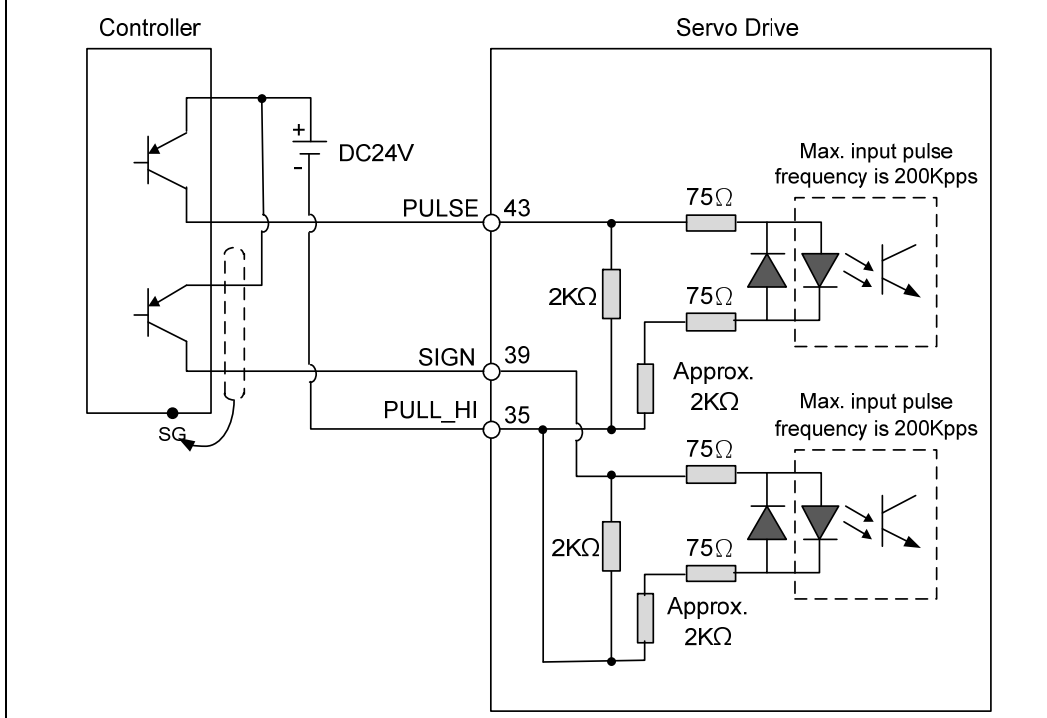 Controller
Servo Drive
+
-
DC24V
Max. input pulse
frequency is 200Kpps
PULSE
43
75Ω
2KΩ
75Ω
SIGN
39
Approx.
2KΩ
PULL_HI
35
SG
Max. input pulse
frequency is 200Kpps
75Ω
2KΩ
75Ω
Approx.
2KΩ